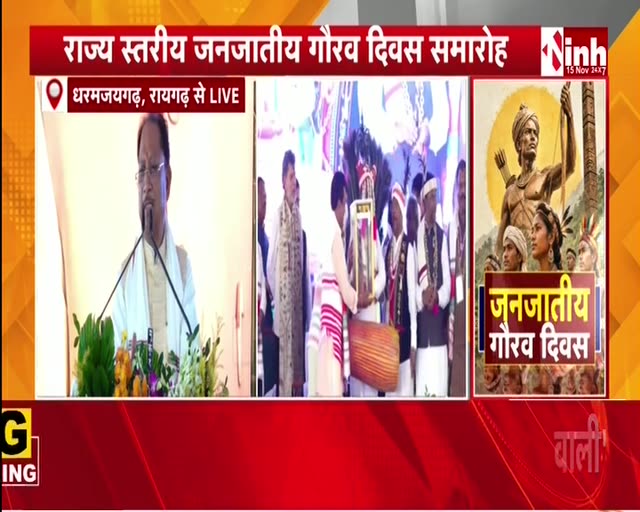 राज्य स्तरीय जनजातीय गौरव दिवस समारोह
inh
15 Nov 24x7
धरमजयगढ़, रायगढ़ से LIVE
जनजातीय
गौरव दिवस
G
ING
वाली